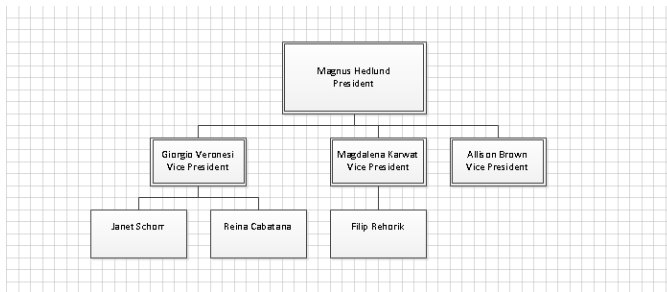 Magnus Hedlund
President
Giorgio Veronesi
Vice President
Magdalena Karwat
Vice President
Allison Brown
Vice President
Janet Schorr
Reina Cabatana
Filip Rehorik